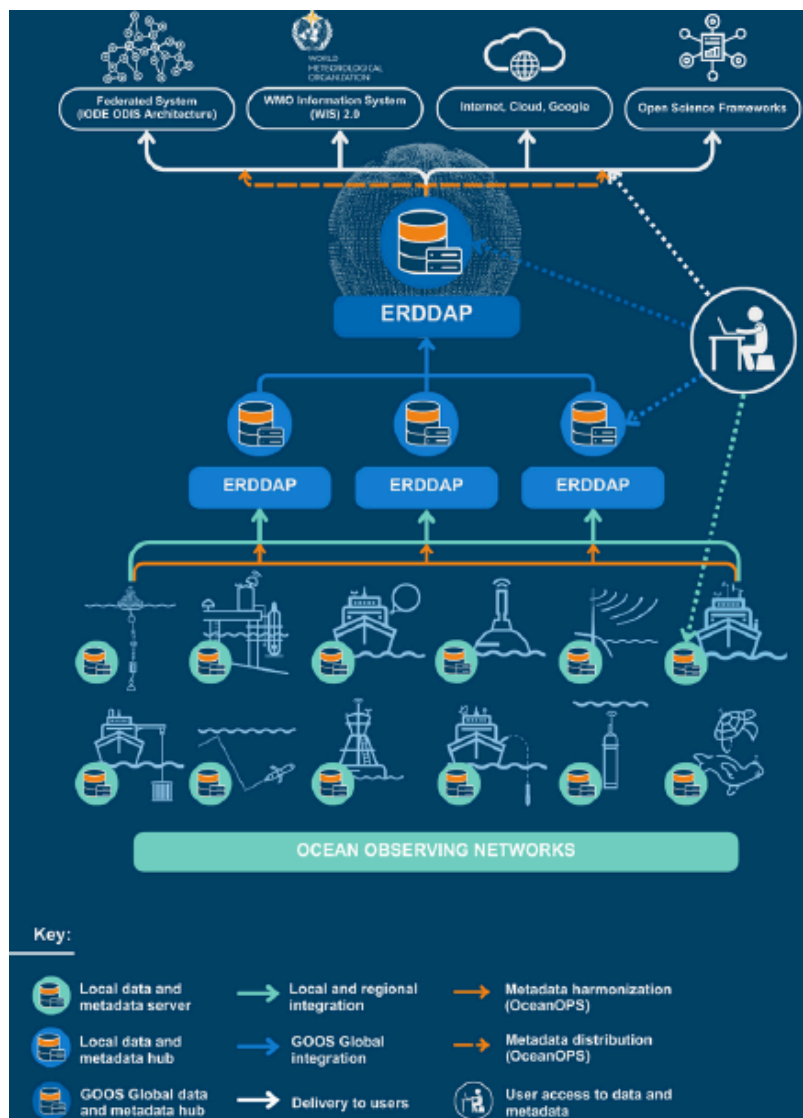 WORLD
METEOROLOGICAL
ORGANIZATION
Federated System
(IODE ODIS Architecture)
WMO Information System
(WIS) 2.0
Internet, Cloud, Google
Open Science Frameworks
ERDDAP
ERDDAP
ERDDAP
ERDDAP
OCEAN OBSERVING NETWORKS
Key:
Local data and
metadata server
Local and regional
integration
Metadata harmonization
(OceanOPS)
Local data and
metadata hub
GOOS Global
integration
Metadata distribution
(OceanOPS)
GOOS Global data
and metadata hub
Delivery to users
User access to data and
metadata